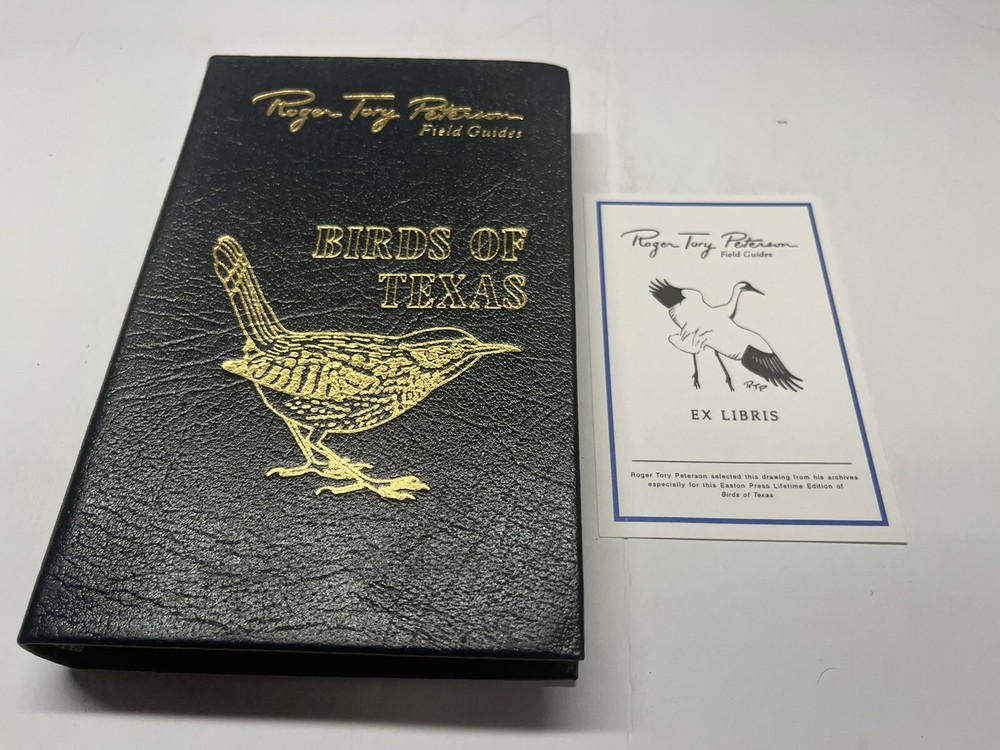 Roger Tory Peterson
Field Guides
BIRDS OF
TEXAS
Roger Tory Peterson
Field Guides
RTP
EX LIBRIS
Roger Tory Peterson selected this drawing from his archives
especially for this Easton Press Lifetime Edition of
Birds of Texas